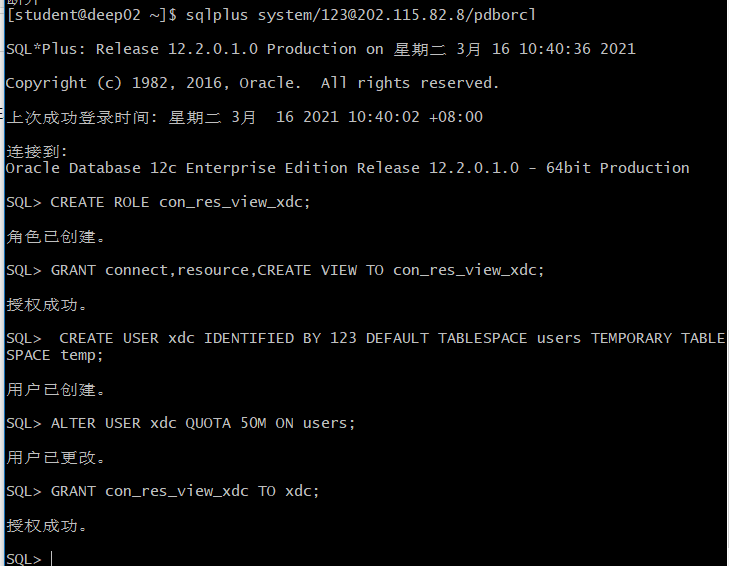 [student@deep02 ~]$ sqlplus system/123@202.115.82.8/pdborcl
SQL*Plus: Release 12.2.0.1.0 Production on 星期二 3月 16 10:40:36 2021
Copyright (c) 1982, 2016, Oracle.  All rights reserved.
上次成功登录时间: 星期二 3月  16 2021 10:40:02 +08:00
连接到:
Oracle Database 12c Enterprise Edition Release 12.2.0.1.0 - 64bit Production
SQL> CREATE ROLE con_res_view_xdc;
角色已创建。
SQL> GRANT connect,resource,CREATE VIEW TO con_res_view_xdc;
授权成功。
SQL>  CREATE USER xdc IDENTIFIED BY 123 DEFAULT TABLESPACE users TEMPORARY TABLE
SPACE temp;
用户已创建。
SQL> ALTER USER xdc QUOTA 50M ON users;
用户已更改。
SQL> GRANT con_res_view_xdc TO xdc;
授权成功。
SQL>